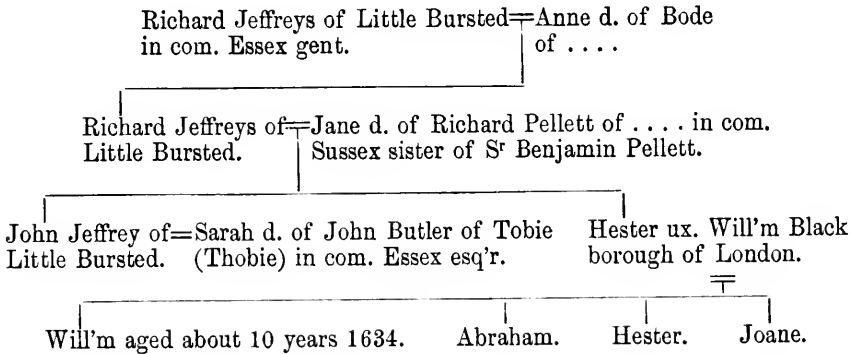 Richard Jeffreys of Little Bursted=Anne d. of Bode
in com. Essex gent. of ....
Richard Jeffreys of=Jane d. of Richard Pellett of .... in com.
Little Bursted. Sussex sister of Sʳ Benjamin Pellett.
John Jeffrey of=Sarah d. of John Butler of Tobie Hester ux. Will'm Black
Little Bursted. (Thobie) in com. Essex esq'r. borough of London.
Will'm aged about 10 years 1634. Abraham. Hester. Joane.